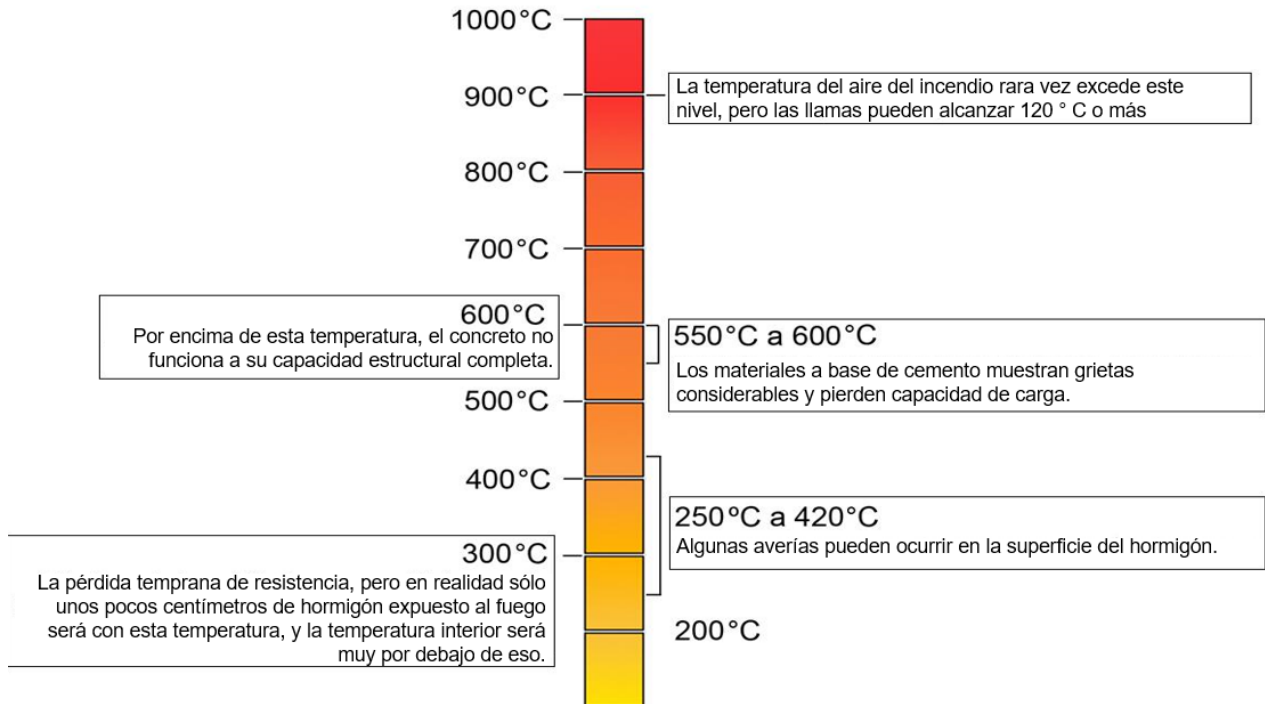 1000°C
900°C
La temperatura del aire del incendio rara vez excede este
nivel, pero las llamas pueden alcanzar 120 ° C o más
800°C
700°C
600°C
Por encima de esta temperatura, el concreto no
funciona a su capacidad estructural completa.
550°C a 600°C
Los materiales a base de cemento muestran grietas
considerables y pierden capacidad de carga.
500°C
400°C
250ºC a 420°C
Algunas averías pueden ocurrir en la superficie del hormigón.
300°C
La pérdida temprana de resistencia, pero en realidad sólo
unos pocos centímetros de hormigón expuesto al fuego
será con esta temperatura, y la temperatura interior será
muy por debajo de eso.
200°C